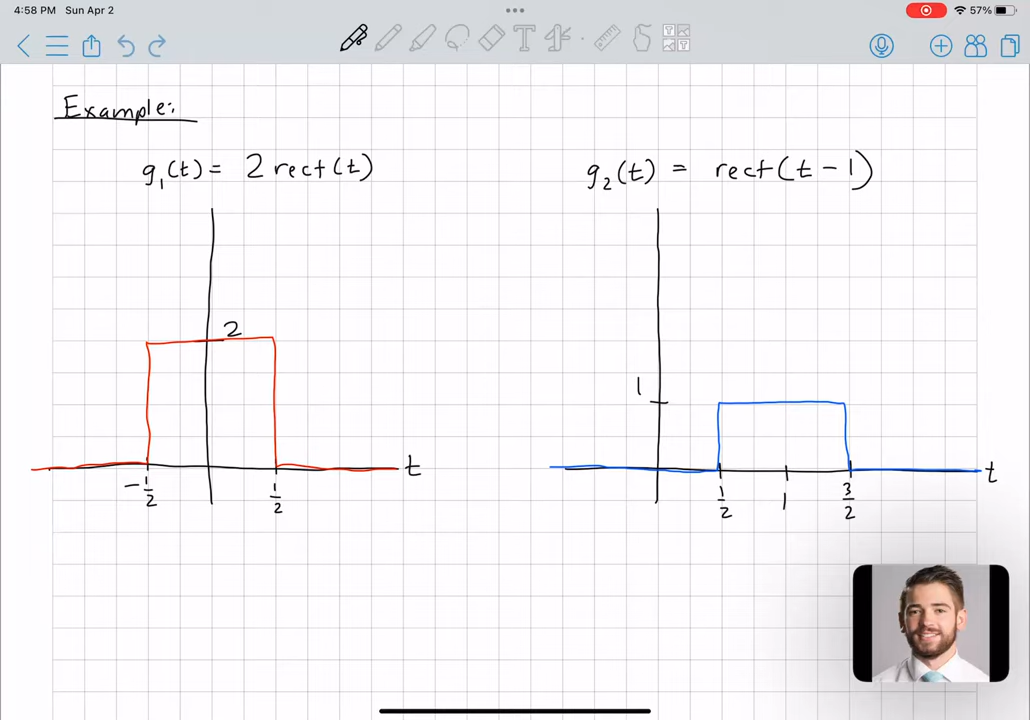 4:58 PM Sun Apr 2
57%
Example:
g₁(t) = 2 rect(t)
g₂(t) = rect(t - 1)
2
1
t
t
-1/2
1/2
1/2
1
3/2